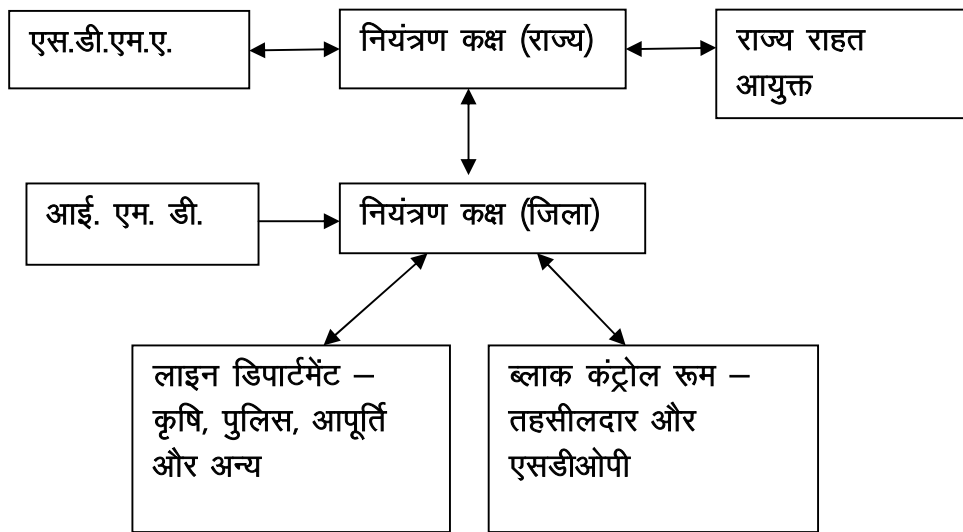 एस.डी.एम.ए.
नियंत्रण कक्ष (राज्य)
राज्य राहत
आयुक्त
आई. एम. डी.
नियंत्रण कक्ष (जिला)
लाइन डिपार्टमेंट –
कृषि, पुलिस, आपूर्ति
और अन्य
ब्लाक कंट्रोल रूम –
तहसीलदार और
एसडीओपी